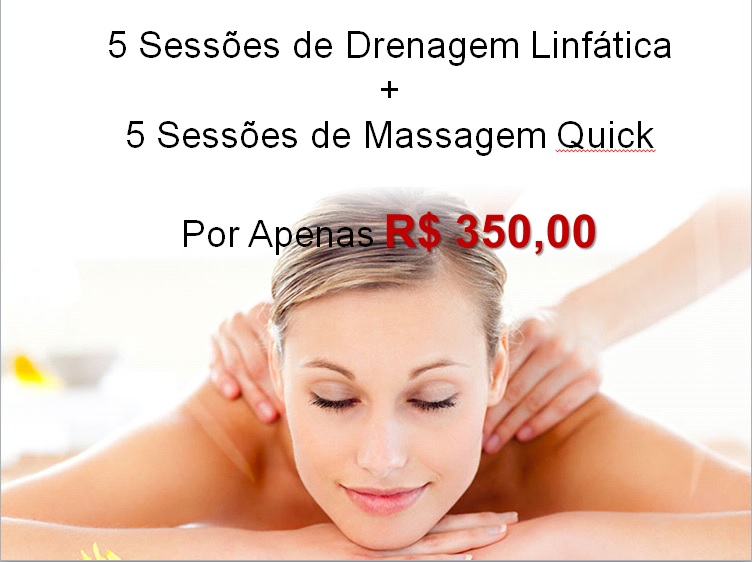 5 Sessões de Drenagem Linfática
+
5 Sessões de Massagem Quick
Por Apenas R$ 350,00